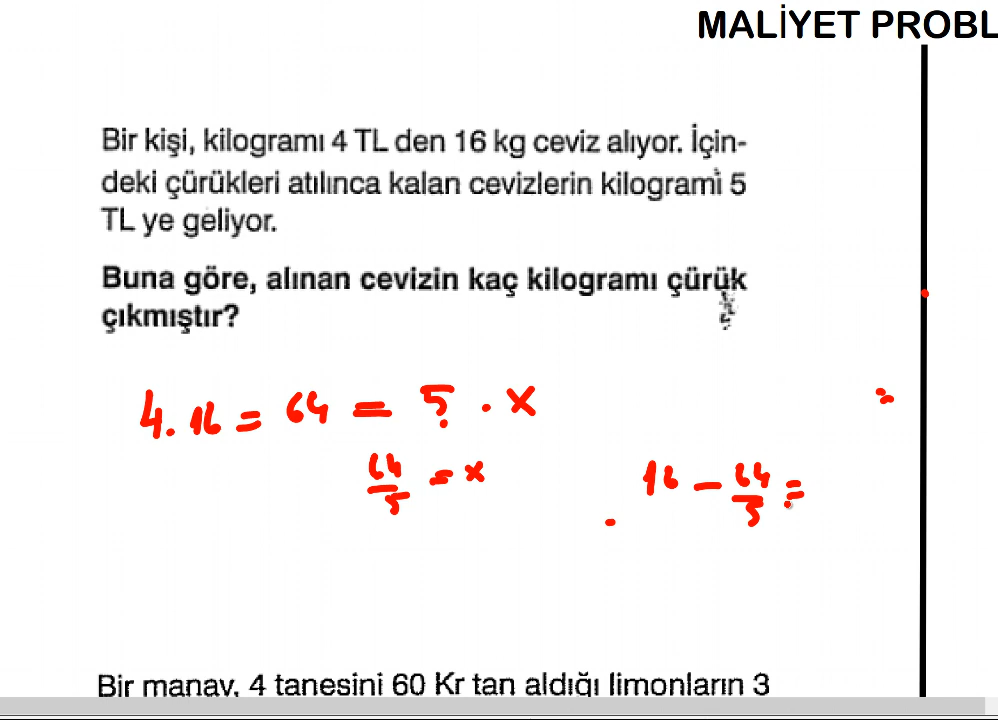 MALİYET PROBL
Bir kişi, kilogramı 4 TL den 16 kg ceviz alıyor. İçin-
deki çürükleri atılınca kalan cevizlerin kilogramı 5
TL ye geliyor.
Buna göre, alınan cevizin kaç kilogramı çürük
çıkmıştır?
4. 16 = 64 = 5 . x
64/5 = x
16 - 64/5 =
Bir manav, 4 tanesini 60 Kr tan aldığı limonların 3